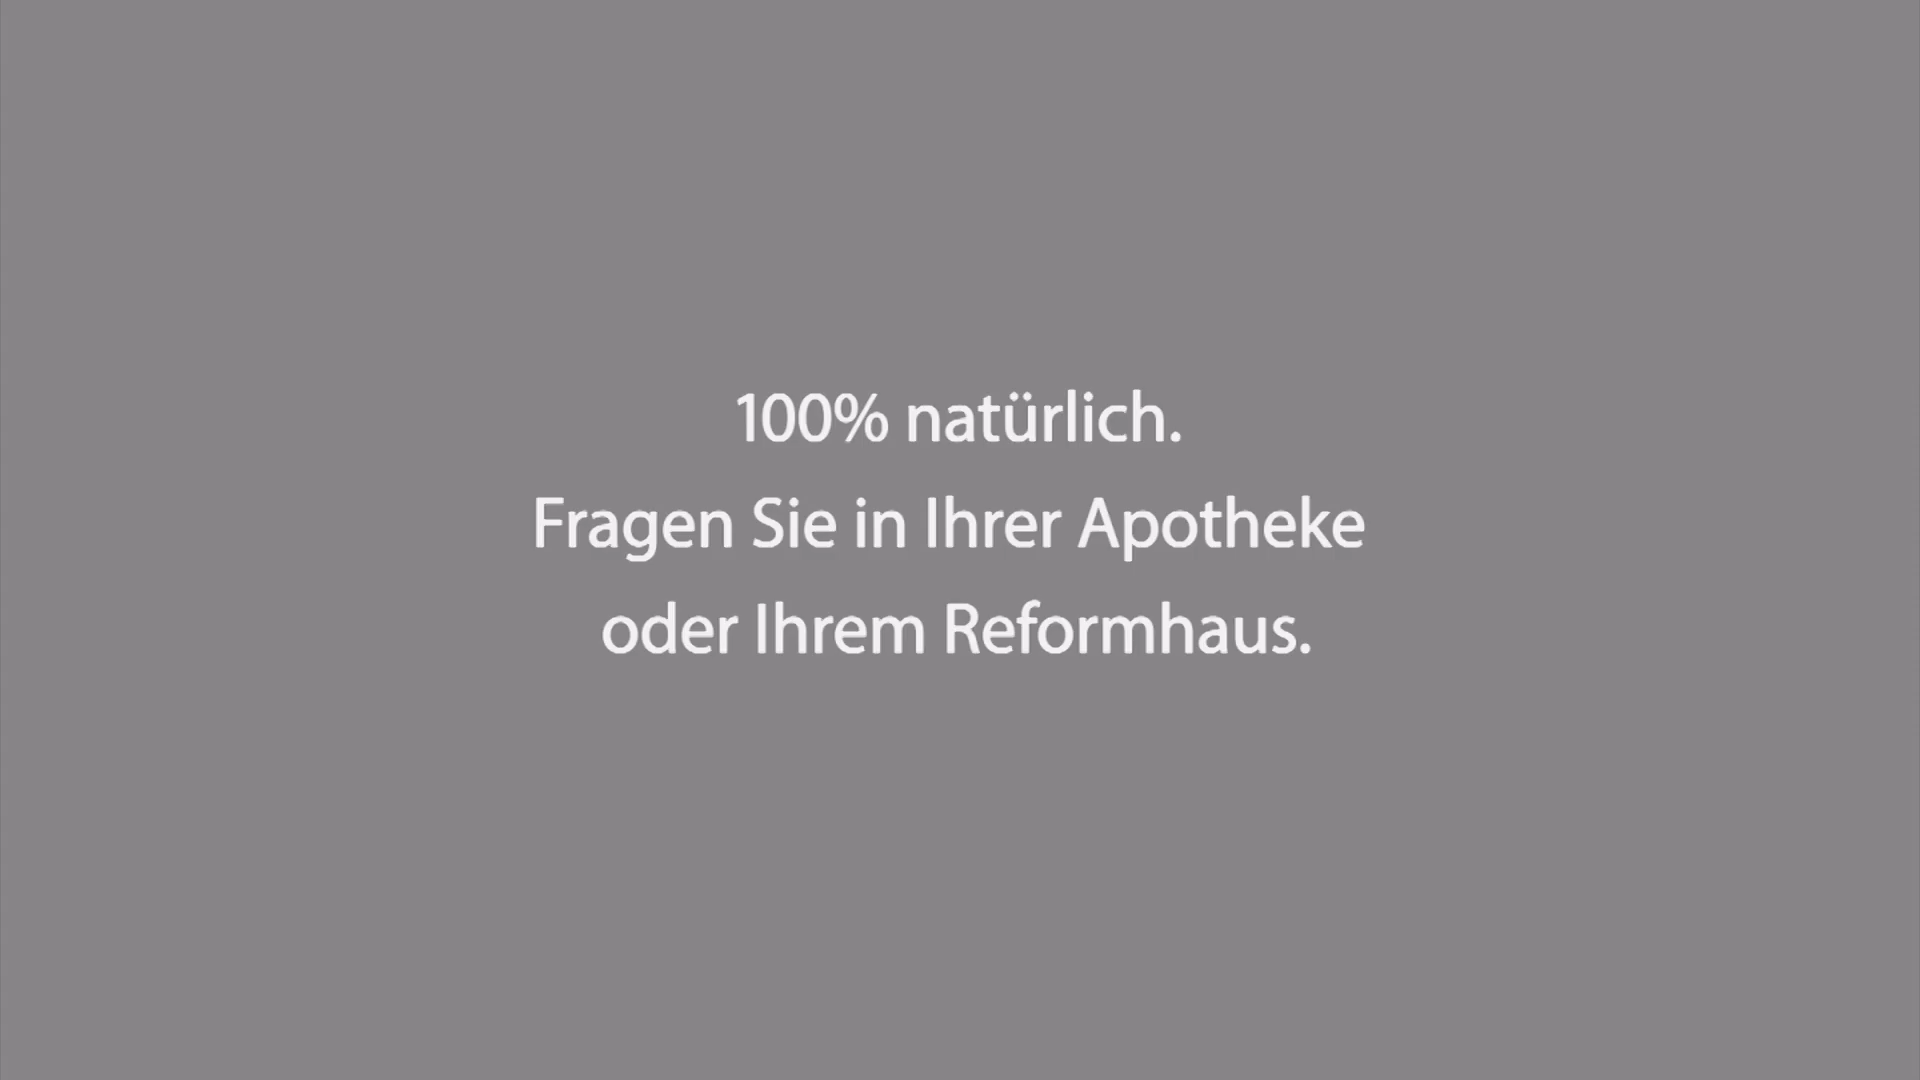 100% natürlich.
Fragen Sie in Ihrer Apotheke
oder Ihrem Reformhaus.